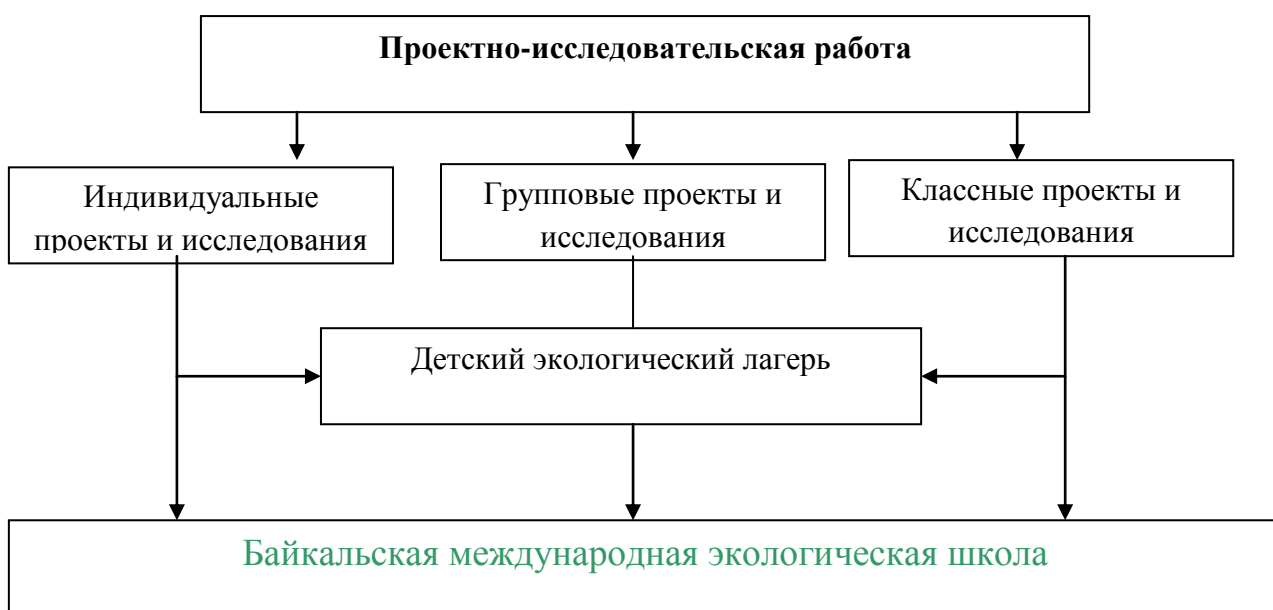 Проектно-исследовательская работа
Индивидуальные
проекты и исследования
Групповые проекты и
исследования
Классные проекты и
исследования
Детский экологический лагерь
Байкальская международная экологическая школа